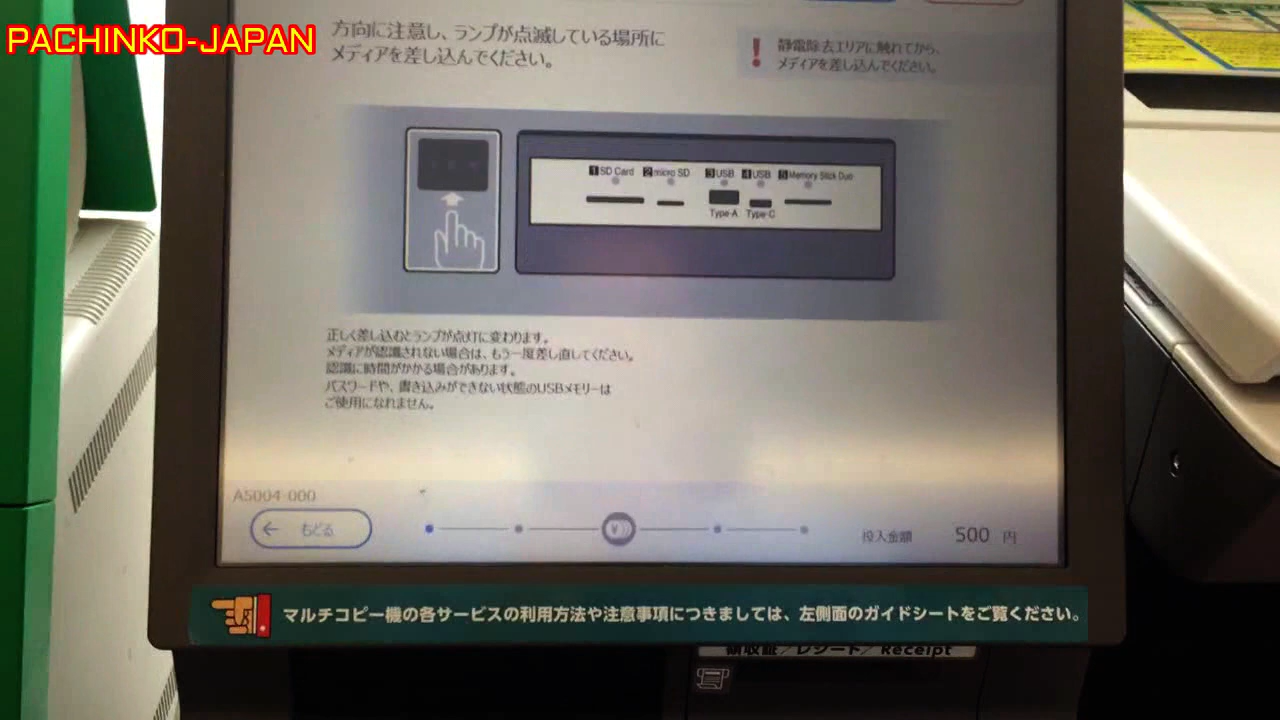 PACHINKO-JAPAN
方向に注意し、ランプが点滅している場所に
メディアを差し込んでください。
! 静電除去エリアに触れてから、
メディアを差し込んでください。
1 SD Card 2 micro SD 3 USB 4 USB 5 Memory Stick Duo
Type-A Type-C
正しく差し込むとランプが点灯に変わります。
メディアが認識されない場合は、もう一度差し直してください。
認識に時間がかかる場合があります。
パスワードや、書き込みができない状態のUSBメモリーは
ご使用になれません。
A5004-000
← もどる
¥
投入金額 500 円
マルチコピー機の各サービスの利用方法や注意事項につきましては、左側面のガイドシートをご覧ください。
領収証／レシート／Receipt